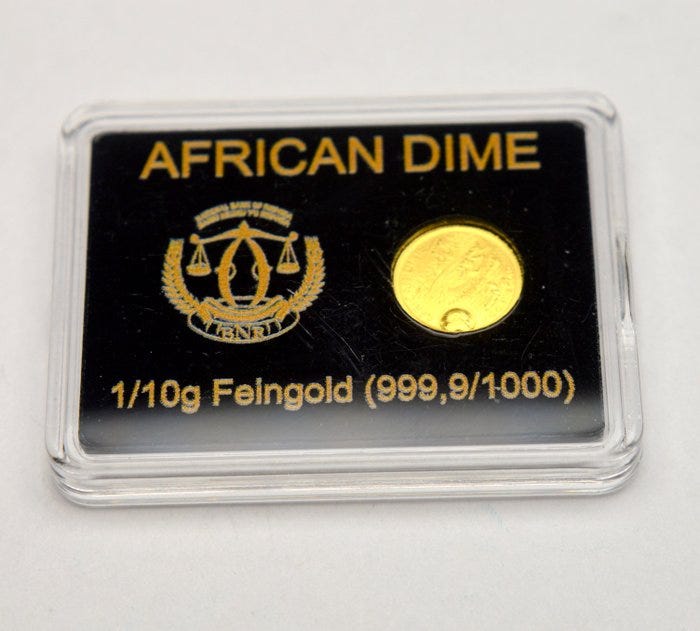 AFRICAN DIME
BNR
1/10g Feingold (999,9/1000)